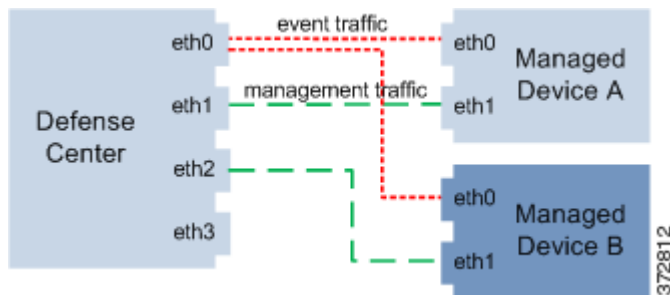 event traffic
eth0
eth0
Managed
Device A
eth1
management traffic
eth1
Defense
Center
eth2
eth3
eth0
Managed
Device B
eth1
372812